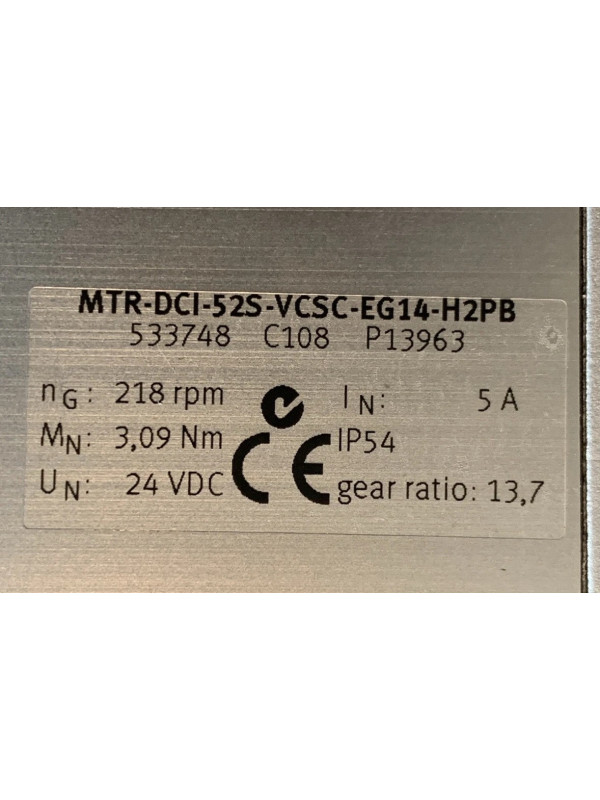 MTR-DCI-52S-VCSC-EG14-H2PB
533748 C108 P13963
nG: 218 rpm IN: 5 A
MN: 3,09 Nm CE IP54
UN: 24 VDC gear ratio: 13,7